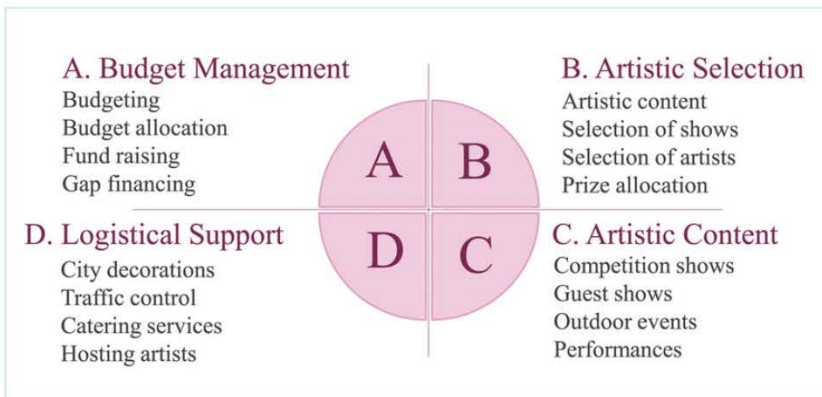 A. Budget Management
Budgeting
Budget allocation
Fund raising
Gap financing
B. Artistic Selection
Artistic content
Selection of shows
Selection of artists
Prize allocation
A
B
D
C
D. Logistical Support
City decorations
Traffic control
Catering services
Hosting artists
C. Artistic Content
Competition shows
Guest shows
Outdoor events
Performances